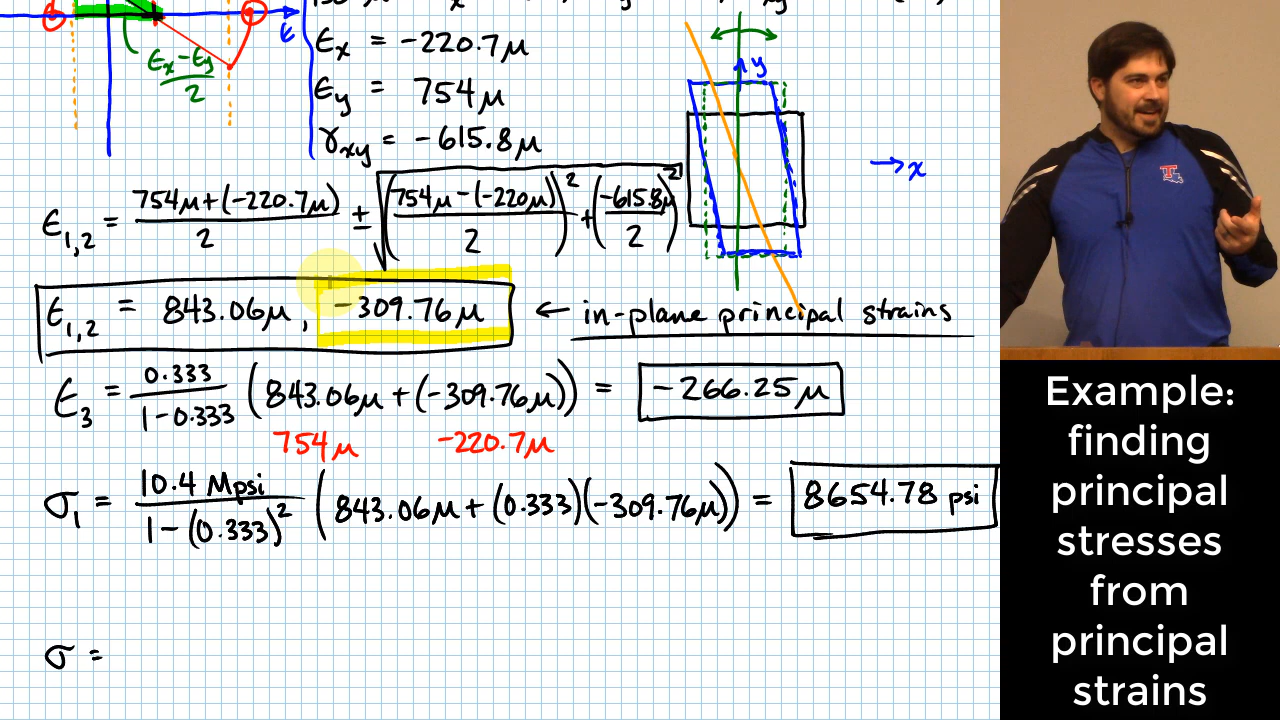 ϵx = -220.7μ
ϵx - ϵy / 2
ϵ
ϵy = 754μ
γxy = -615.8μ
y
x
ϵ1,2 = (754μ + (-220.7μ)) / 2 ± √(((754μ - (-220μ)) / 2)² + (-615.8μ / 2)²)
ϵ1,2 = 843.06μ, -309.76μ ← in-plane principal strains
ϵ3 = 0.333 / (1 - 0.333) (843.06μ + (-309.76μ)) = -266.25μ
754μ -220.7μ
σ1 = 10.4 Mpsi / (1 - (0.333)²) (843.06μ + (0.333)(-309.76μ)) = 8654.78 psi
σ =
Example:
finding
principal
stresses
from
principal
strains